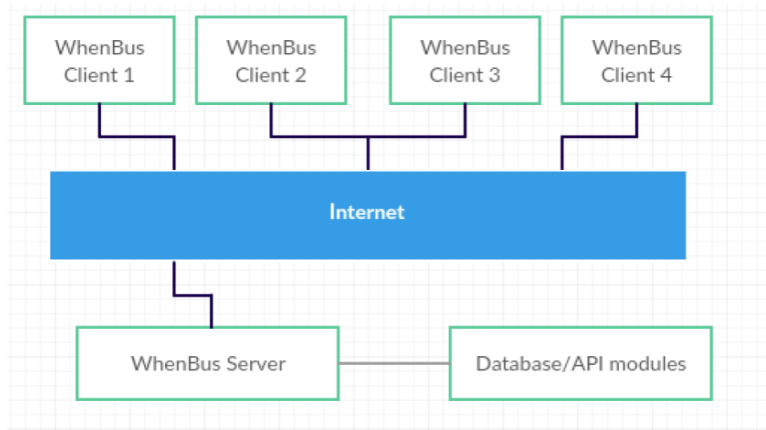 WhenBus
Client 1
WhenBus
Client 2
WhenBus
Client 3
WhenBus
Client 4
Internet
WhenBus Server
Database/API modules